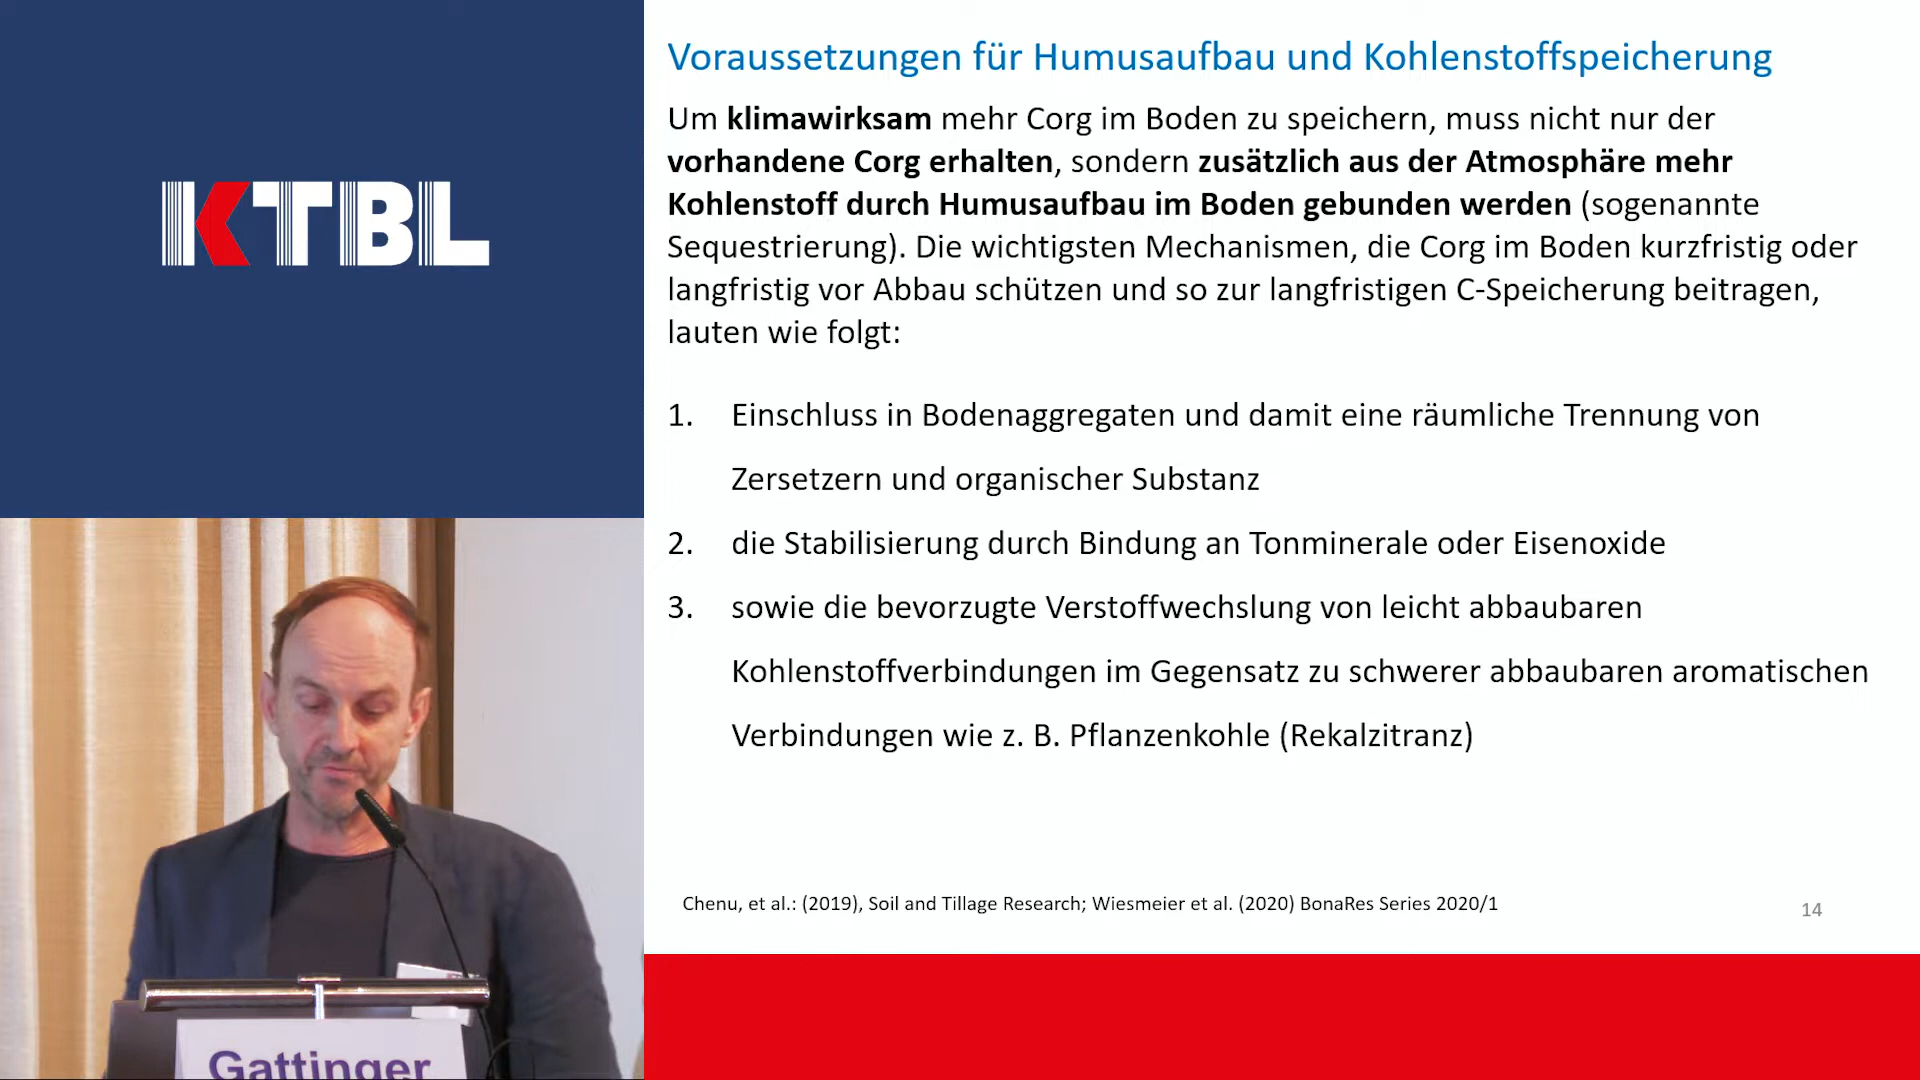 KTBL
Voraussetzungen für Humusaufbau und Kohlenstoffspeicherung
Um klimawirksam mehr Corg im Boden zu speichern, muss nicht nur der
vorhandene Corg erhalten, sondern zusätzlich aus der Atmosphäre mehr
Kohlenstoff durch Humusaufbau im Boden gebunden werden (sogenannte
Sequestrierung). Die wichtigsten Mechanismen, die Corg im Boden kurzfristig oder
langfristig vor Abbau schützen und so zur langfristigen C-Speicherung beitragen,
lauten wie folgt:
1. Einschluss in Bodenaggregaten und damit eine räumliche Trennung von
Zersetzern und organischer Substanz
2. die Stabilisierung durch Bindung an Tonminerale oder Eisenoxide
3. sowie die bevorzugte Verstoffwechslung von leicht abbaubaren
Kohlenstoffverbindungen im Gegensatz zu schwerer abbaubaren aromatischen
Verbindungen wie z. B. Pflanzenkohle (Rekalzitranz)
Chenu, et al.: (2019), Soil and Tillage Research; Wiesmeier et al. (2020) BonaRes Series 2020/1
14
Gattinger